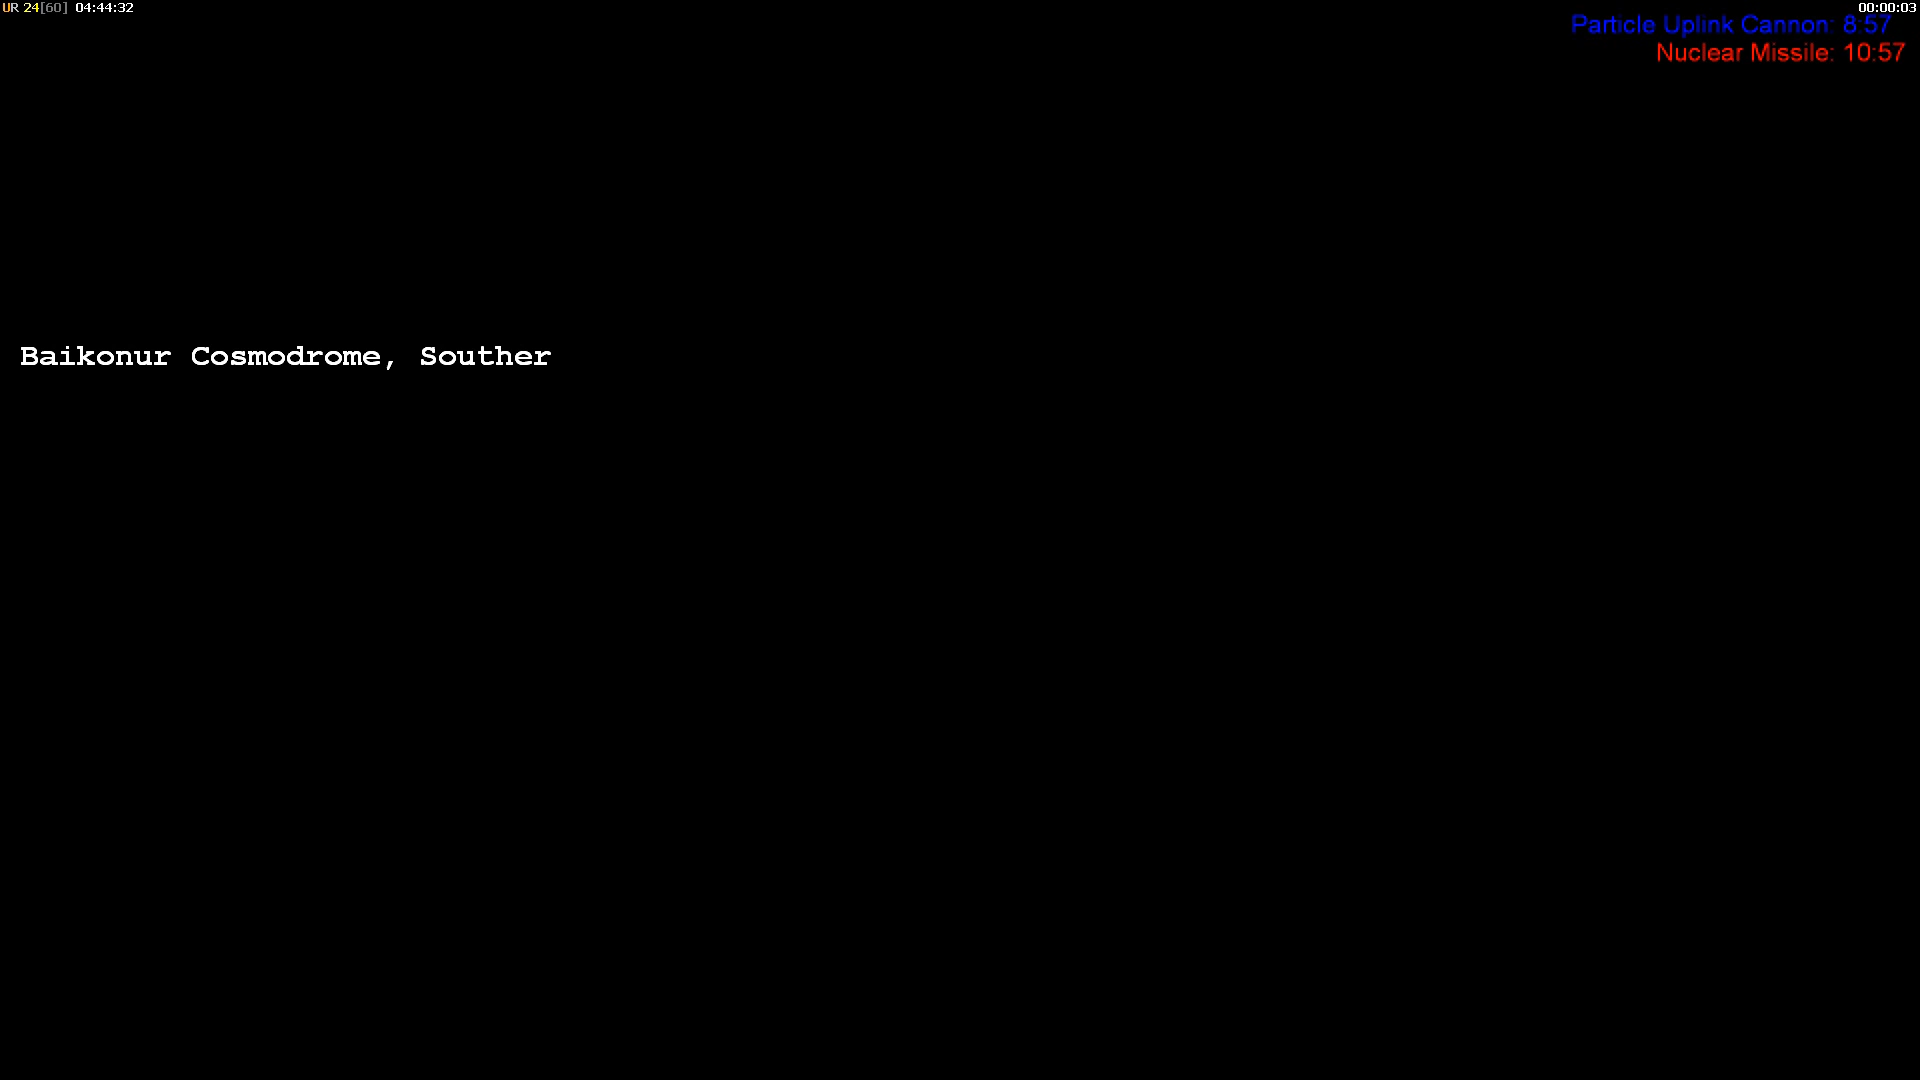 UR 24[60] 04:44:32
00:00:03
Particle Uplink Cannon: 8:57
Nuclear Missile: 10:57
Baikonur Cosmodrome, Souther